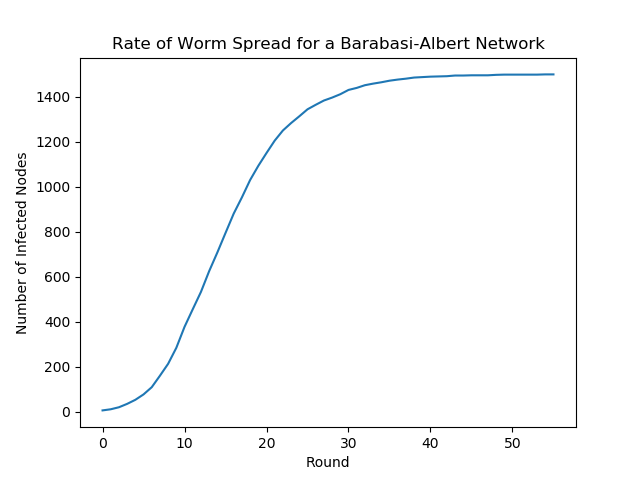 Rate of Worm Spread for a Barabasi-Albert Network
1400
1200
1000
800
600
400
200
0
Number of Infected Nodes
0 10 20 30 40 50
Round